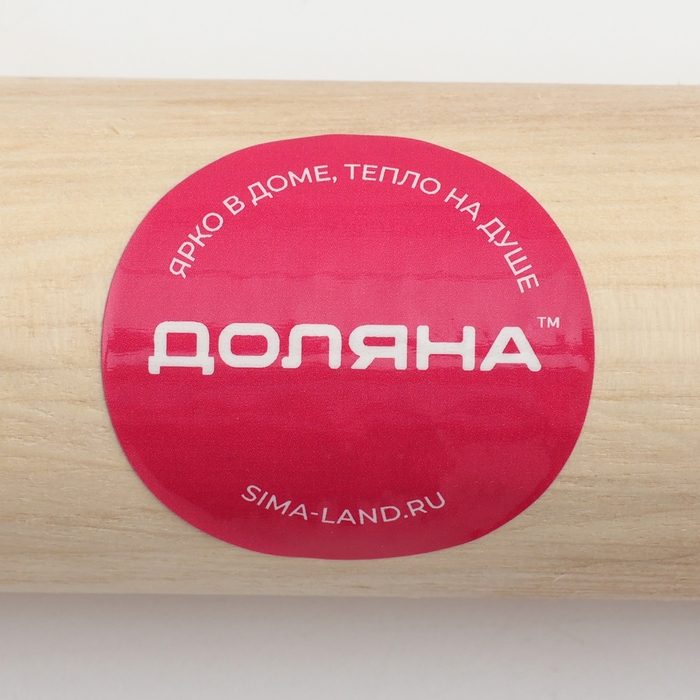 ЯРКО В ДОМЕ, ТЕПЛО НА ДУШЕ
ДОЛЯНА™
SIMA-LAND.RU